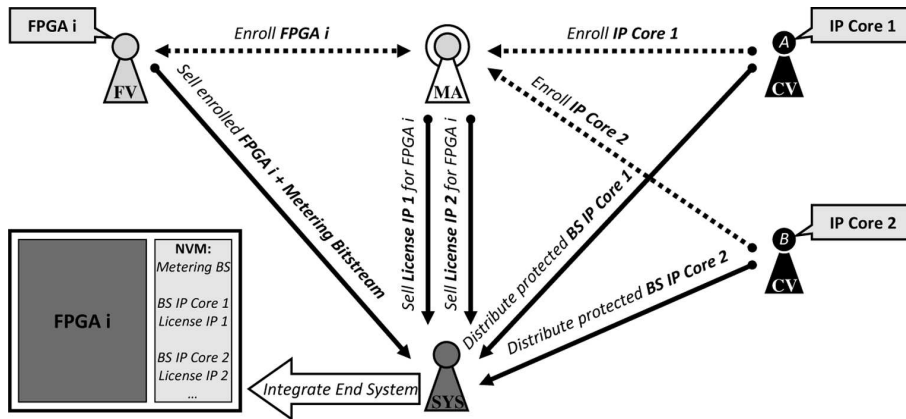 FPGA i
Enroll FPGA i
Enroll IP Core 1
A
IP Core 1
FV
MA
CV
Sell enrolled FPGA i + Metering Bitstream
Sell License IP 1 for FPGA i
Sell License IP 2 for FPGA i
Enroll IP Core 2
Distribute protected BS IP Core 1
B
IP Core 2
CV
Distribute protected BS IP Core 2
FPGA i
NVM:
Metering BS
BS IP Core 1
License IP 1
BS IP Core 2
License IP 2
...
Integrate End System
SYS